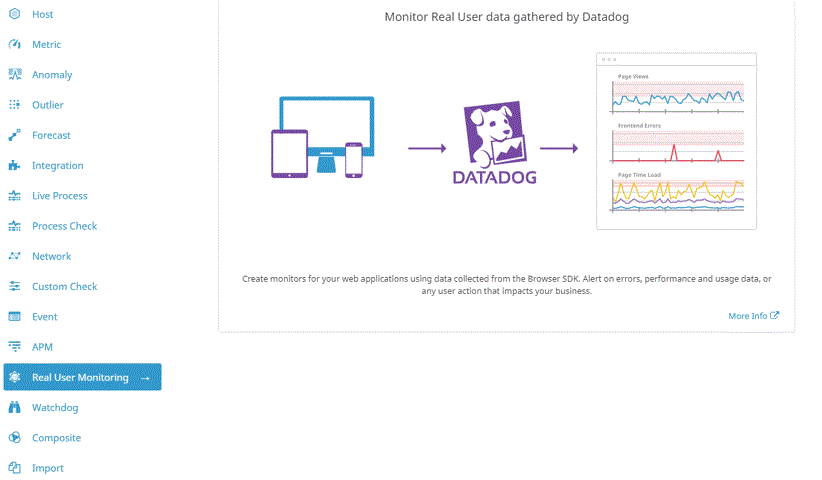 Host
Metric
Anomaly
Outlier
Forecast
Integration
Live Process
Process Check
Network
Custom Check
Event
APM
Real User Monitoring →
Watchdog
Composite
Import
Monitor Real User data gathered by Datadog
DATADOG
Page Views
Frontend Errors
Page Time Load
Create monitors for your web applications using data collected from the Browser SDK. Alert on errors, performance and usage data, or
any user action that impacts your business.
More Info